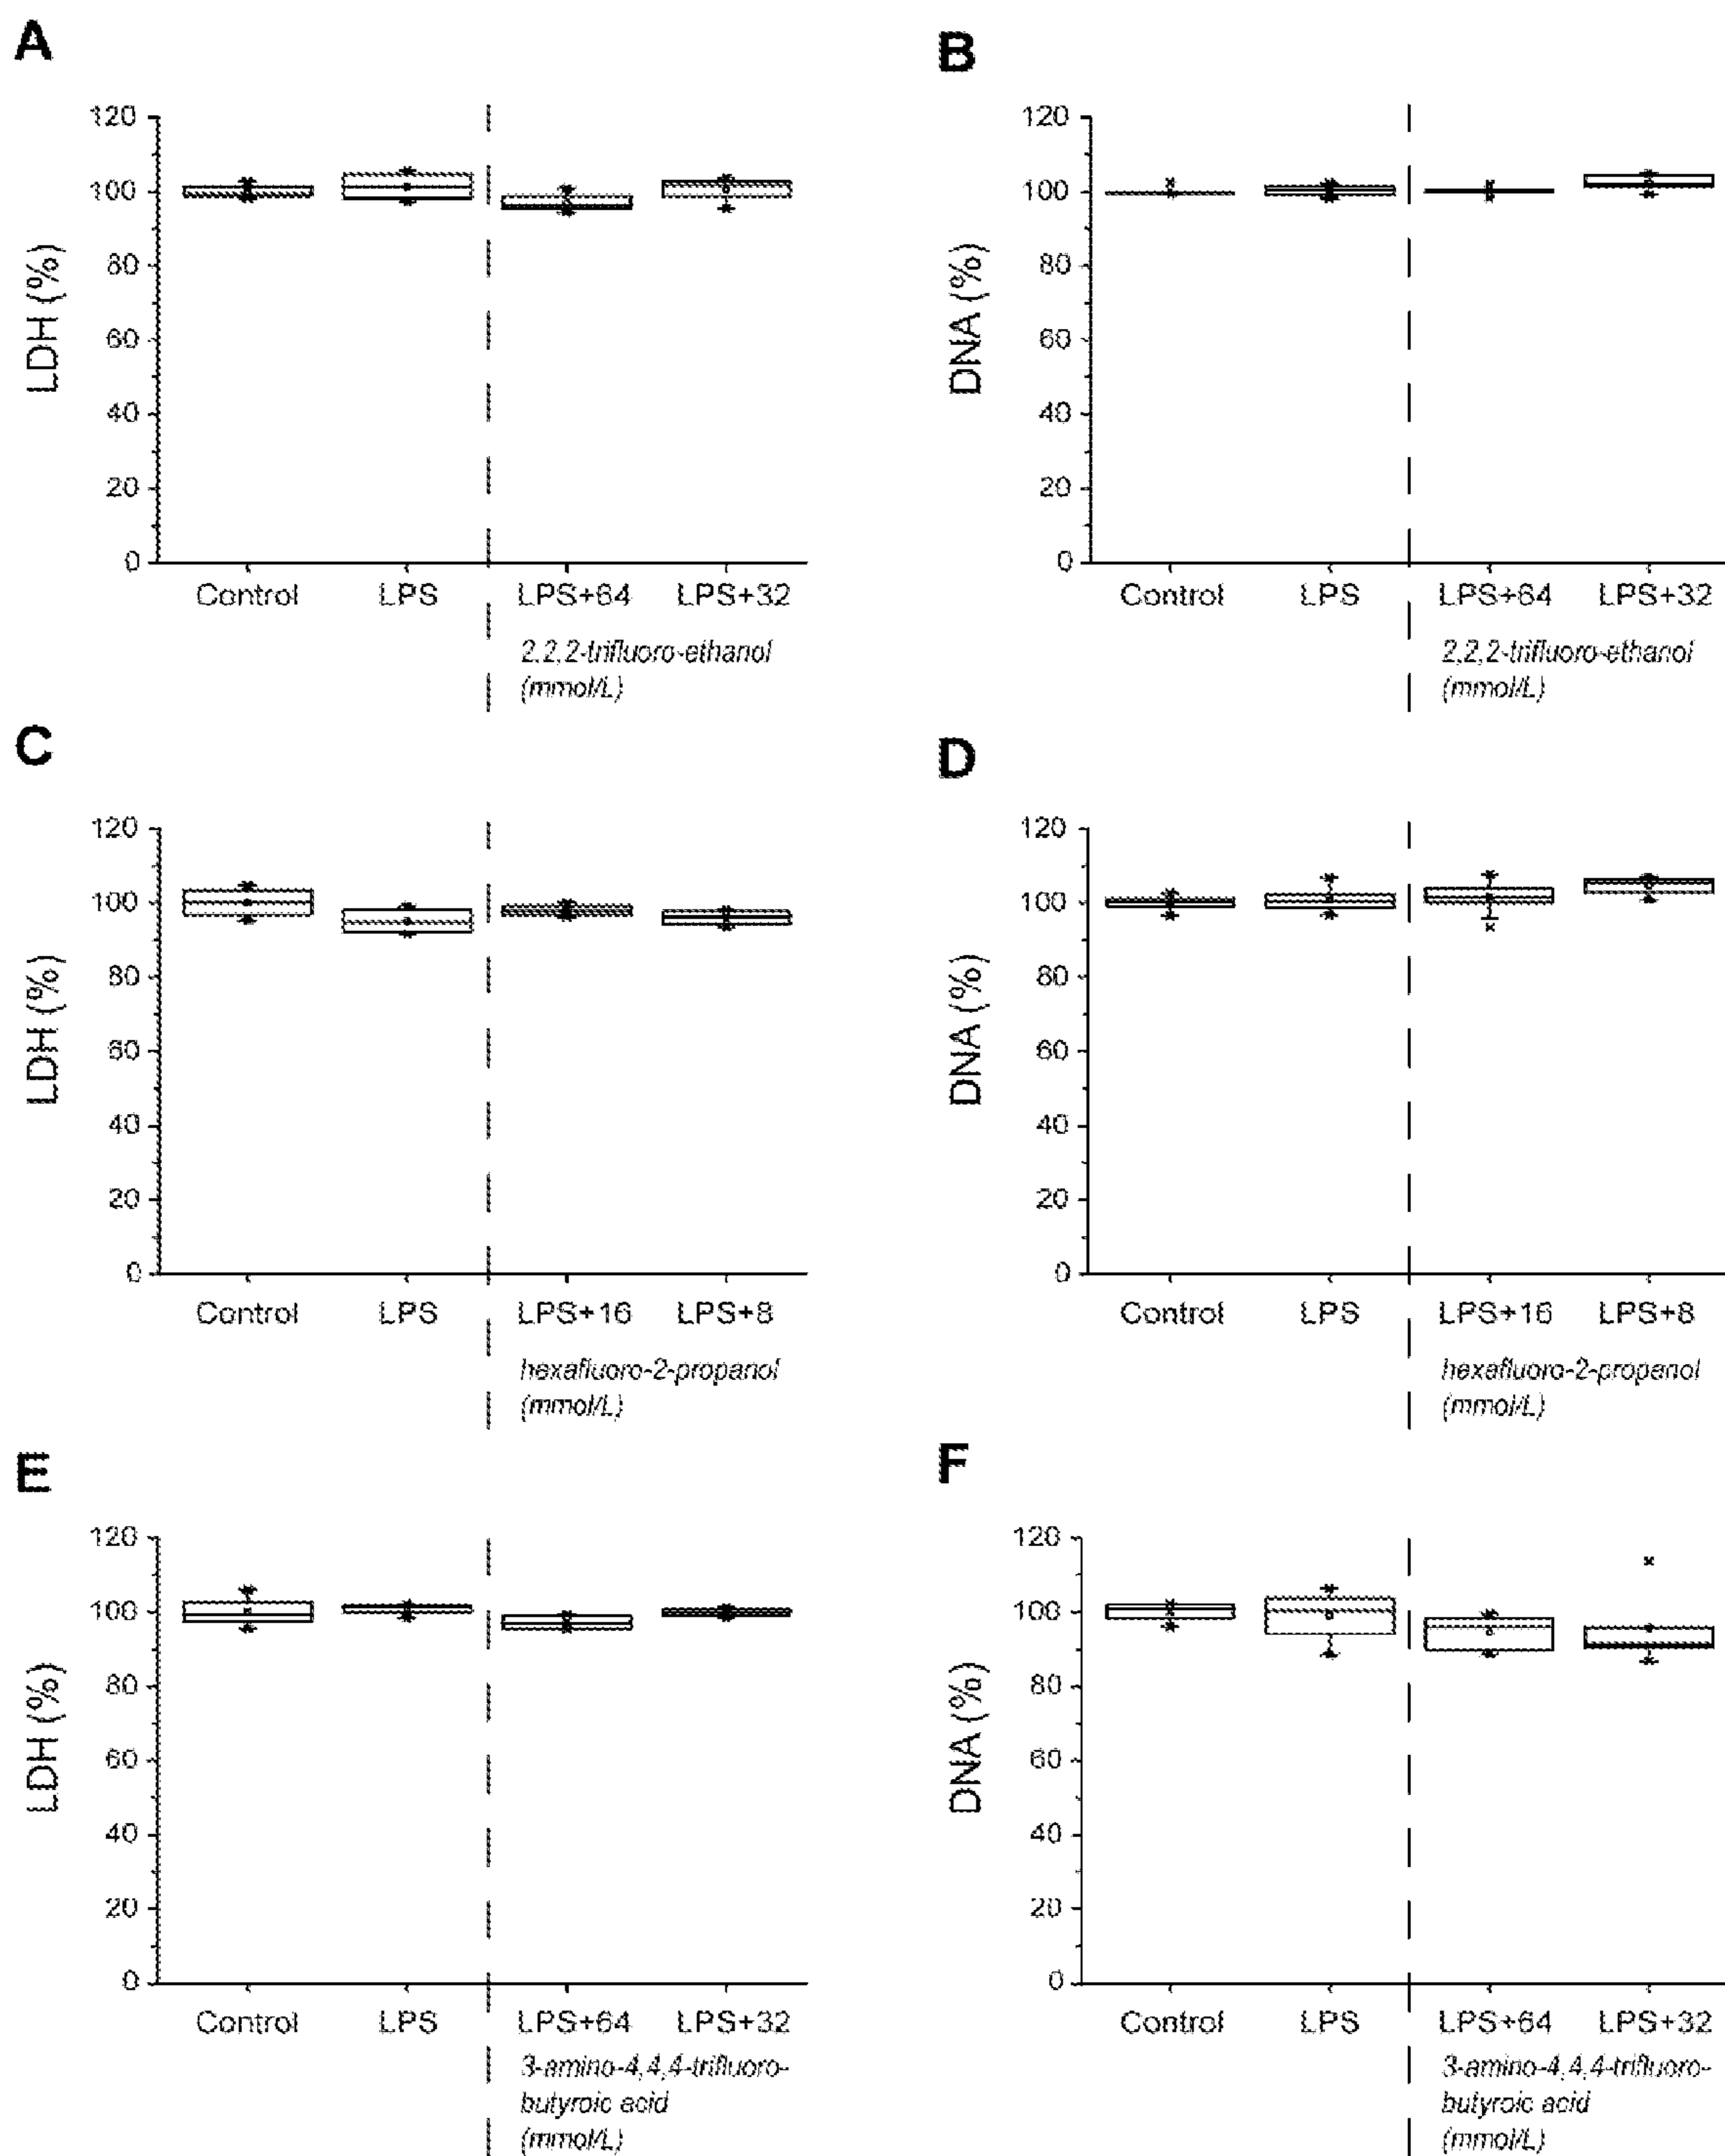 A
LDH (%)
120
100
80
60
40
20
0
Control LPS LPS+64 LPS+32
2,2,2-trifluoro-ethanol
(mmol/L)
B
DNA (%)
120
100
80
60
40
20
0
Control LPS LPS+64 LPS+32
2,2,2-trifluoro-ethanol
(mmol/L)
C
LDH (%)
120
100
80
60
40
20
0
Control LPS LPS+16 LPS+8
hexafluoro-2-propanol
(mmol/L)
D
DNA (%)
120
100
80
60
40
20
0
Control LPS LPS+16 LPS+8
hexafluoro-2-propanol
(mmol/L)
E
LDH (%)
120
100
80
60
40
20
0
Control LPS LPS+64 LPS+32
3-amino-4,4,4-trifluoro-
butyroic acid
(mmol/L)
F
DNA (%)
120
100
80
60
40
20
0
Control LPS LPS+64 LPS+32
3-amino-4,4,4-trifluoro-
butyroic acid
(mmol/L)